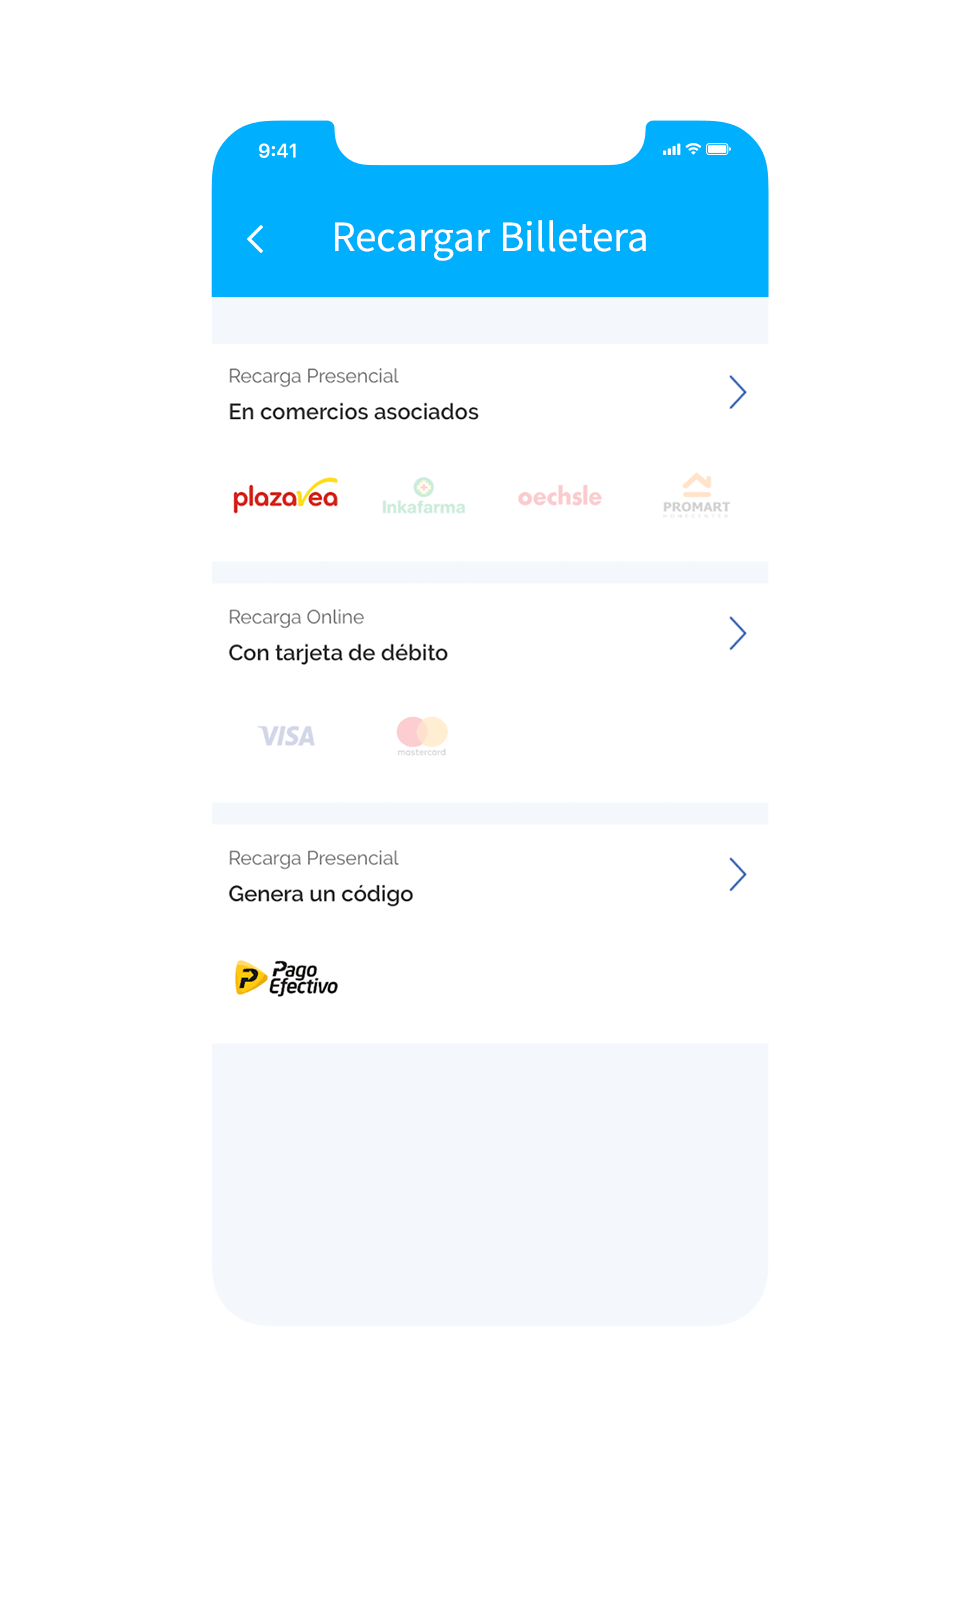 9:41
Recargar Billetera
Recarga Presencial
En comercios asociados
plazavea
Inkafarma
oechsle
PROMART
HOMECENTER
Recarga Online
Con tarjeta de débito
VISA
mastercard
Recarga Presencial
Genera un código
P Pago
Efectivo